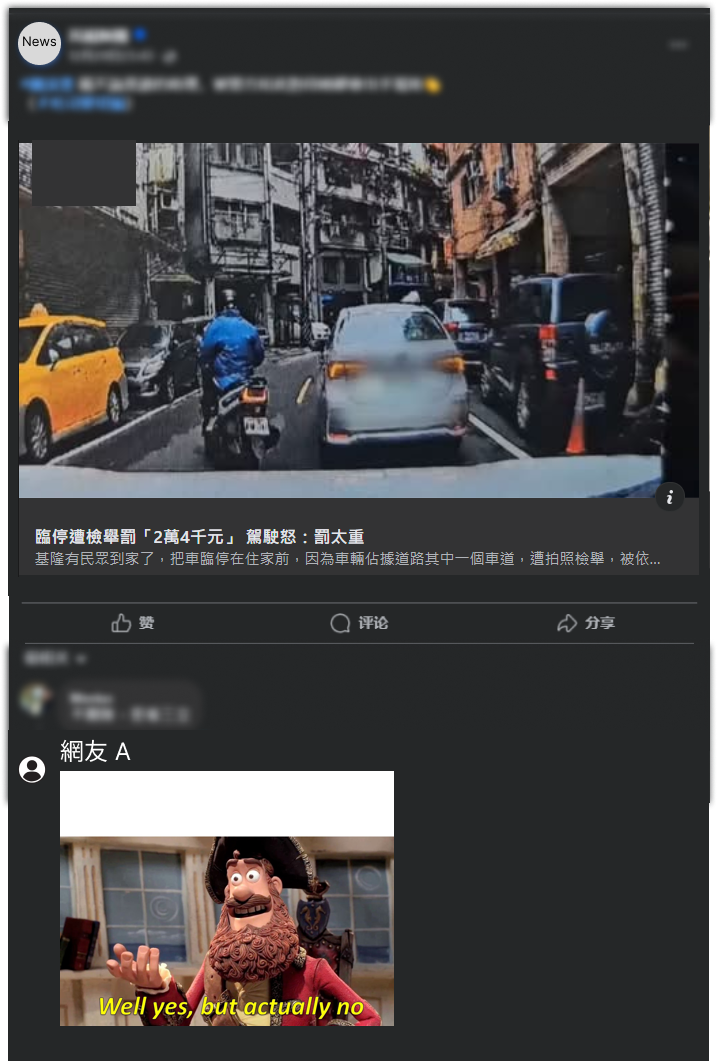 News
臨停遭檢舉罰「2萬4千元」 駕駛怒：罰太重
基隆有民眾到家了，把車臨停在住家前，因為車輛佔據道路其中一個車道，遭拍照檢舉，被依...
赞
评论
分享
網友 A
Well yes, but actually no